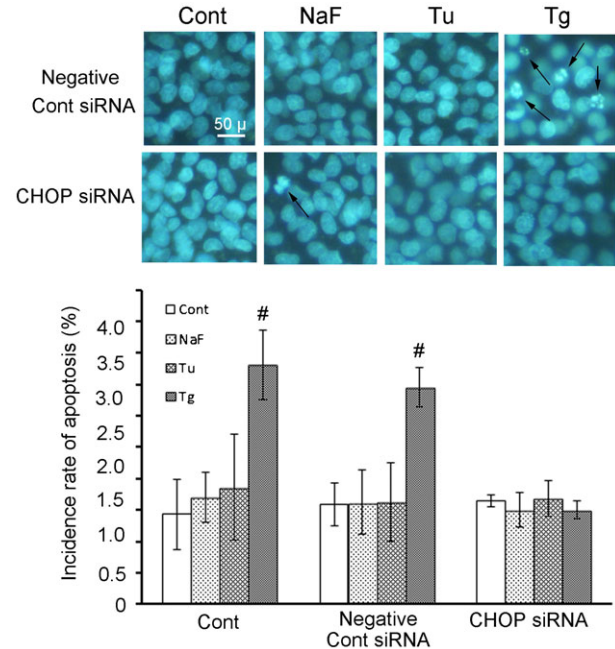 Cont NaF Tu Tg
Negative
Cont siRNA
50 µ
CHOP siRNA
Incidence rate of apoptosis (%)
4.0
3.0
3.0
2.0
2.0
1.5
1.0
0.5
0
Cont
NaF
Tu
Tg
#
#
Cont
Negative
Cont siRNA
CHOP siRNA